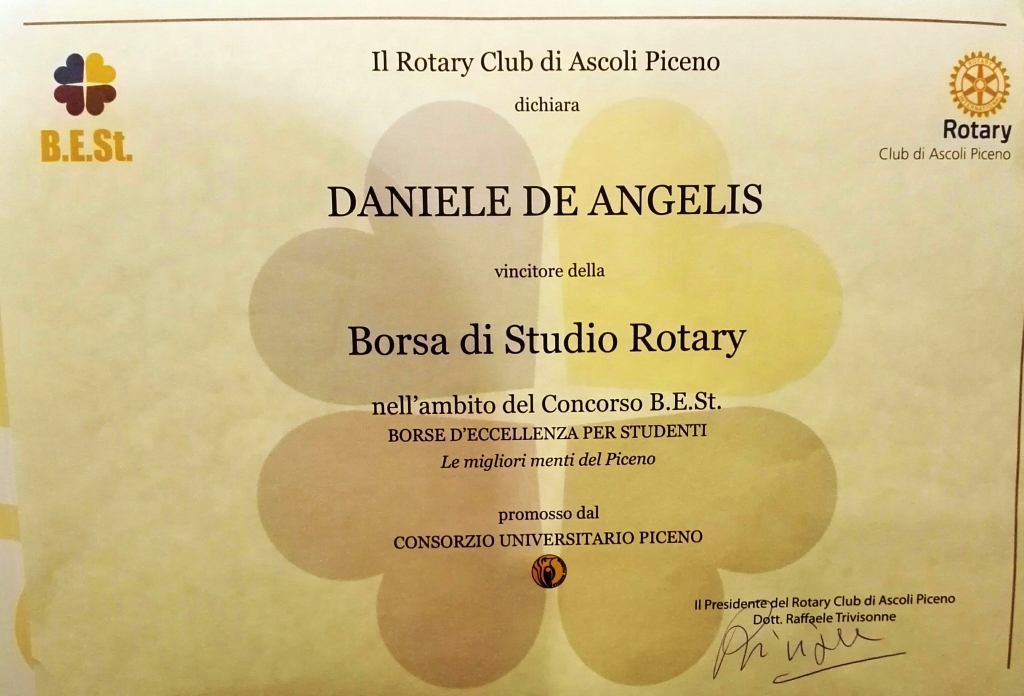 Il Rotary Club di Ascoli Piceno
dichiara
B.E.St.
Rotary
Club di Ascoli Piceno
DANIELE DE ANGELIS
vincitore della
Borsa di Studio Rotary
nell'ambito del Concorso B.E.St.
BORSE D'ECCELLENZA PER STUDENTI
Le migliori menti del Piceno
promosso dal
CONSORZIO UNIVERSITARIO PICENO
Il Presidente del Rotary Club di Ascoli Piceno
Dott. Raffaele Trivisonne